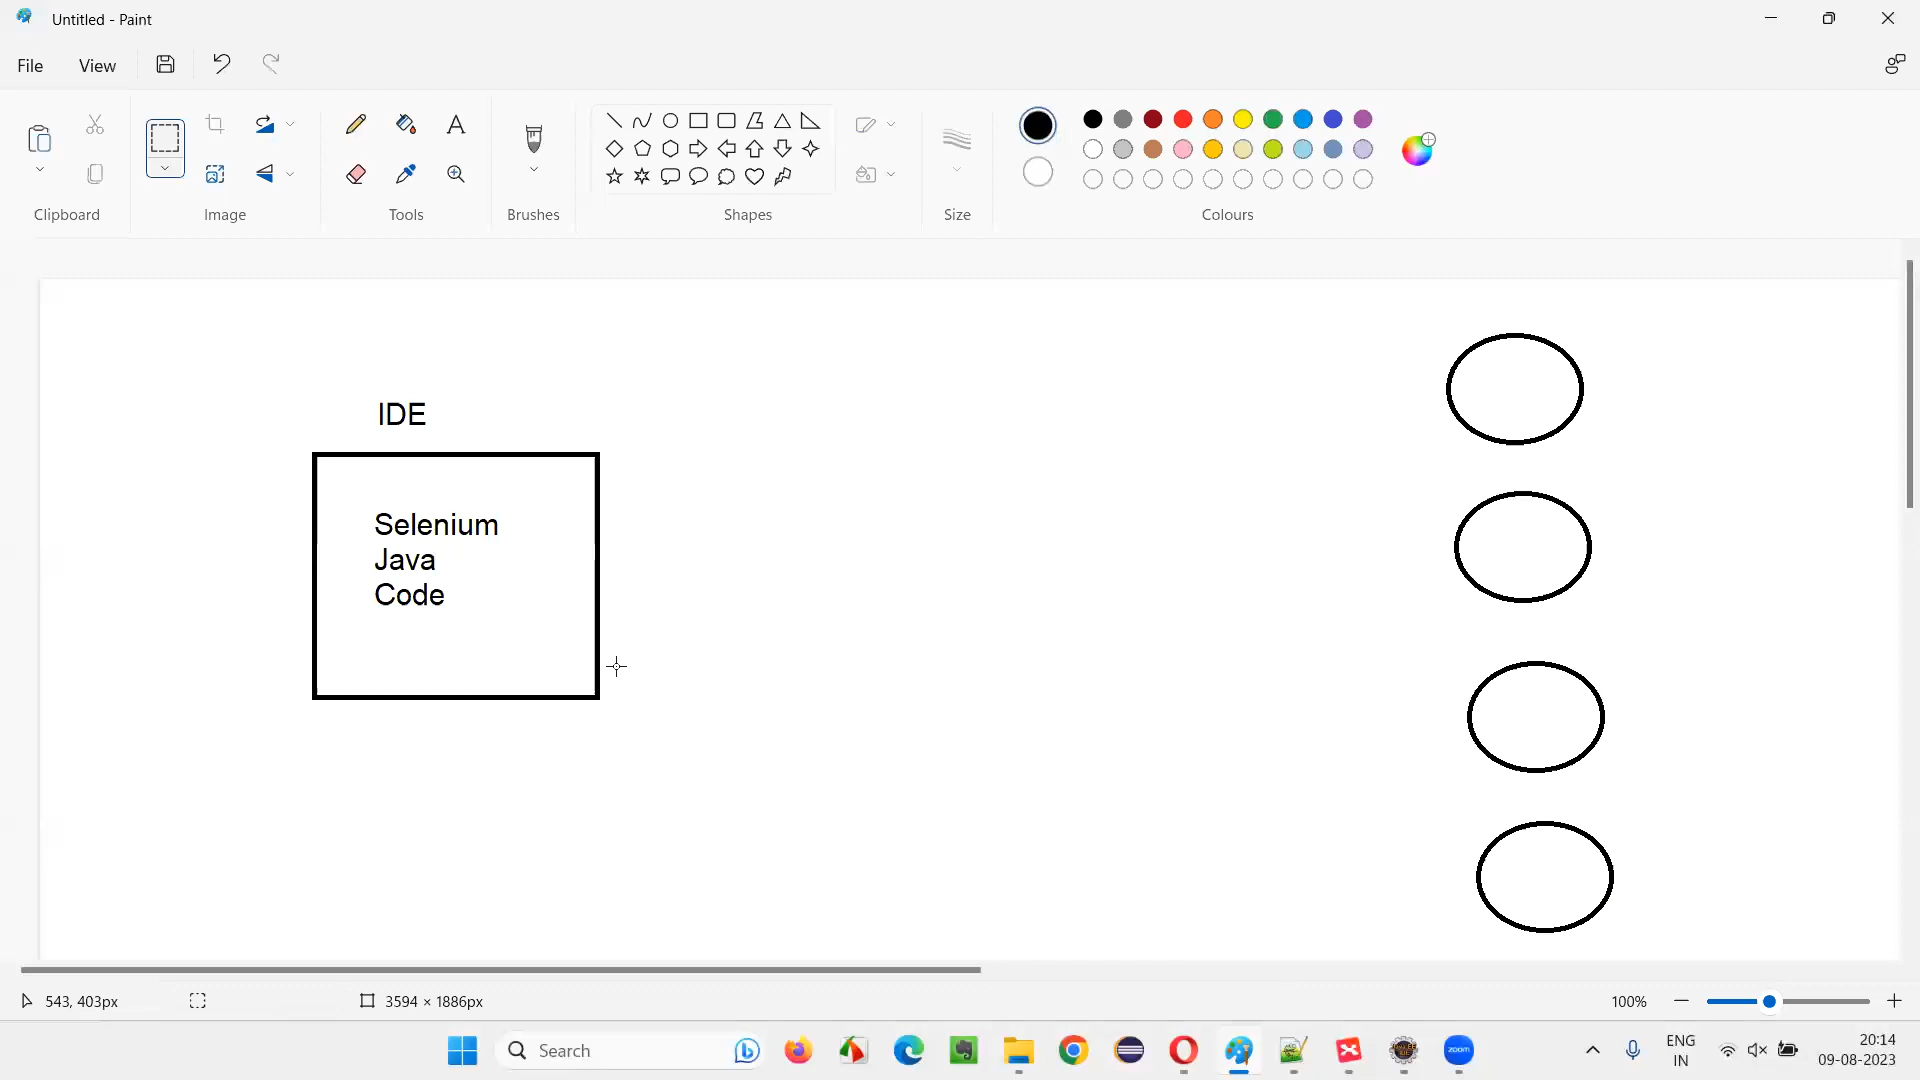 Untitled - Paint
File
View
Clipboard
Image
Tools
Brushes
Shapes
Size
Colours
IDE
Selenium
Java
Code
543, 403px
3594 × 1886px
100%
Search
zoom
ENG
IN
20:14
09-08-2023